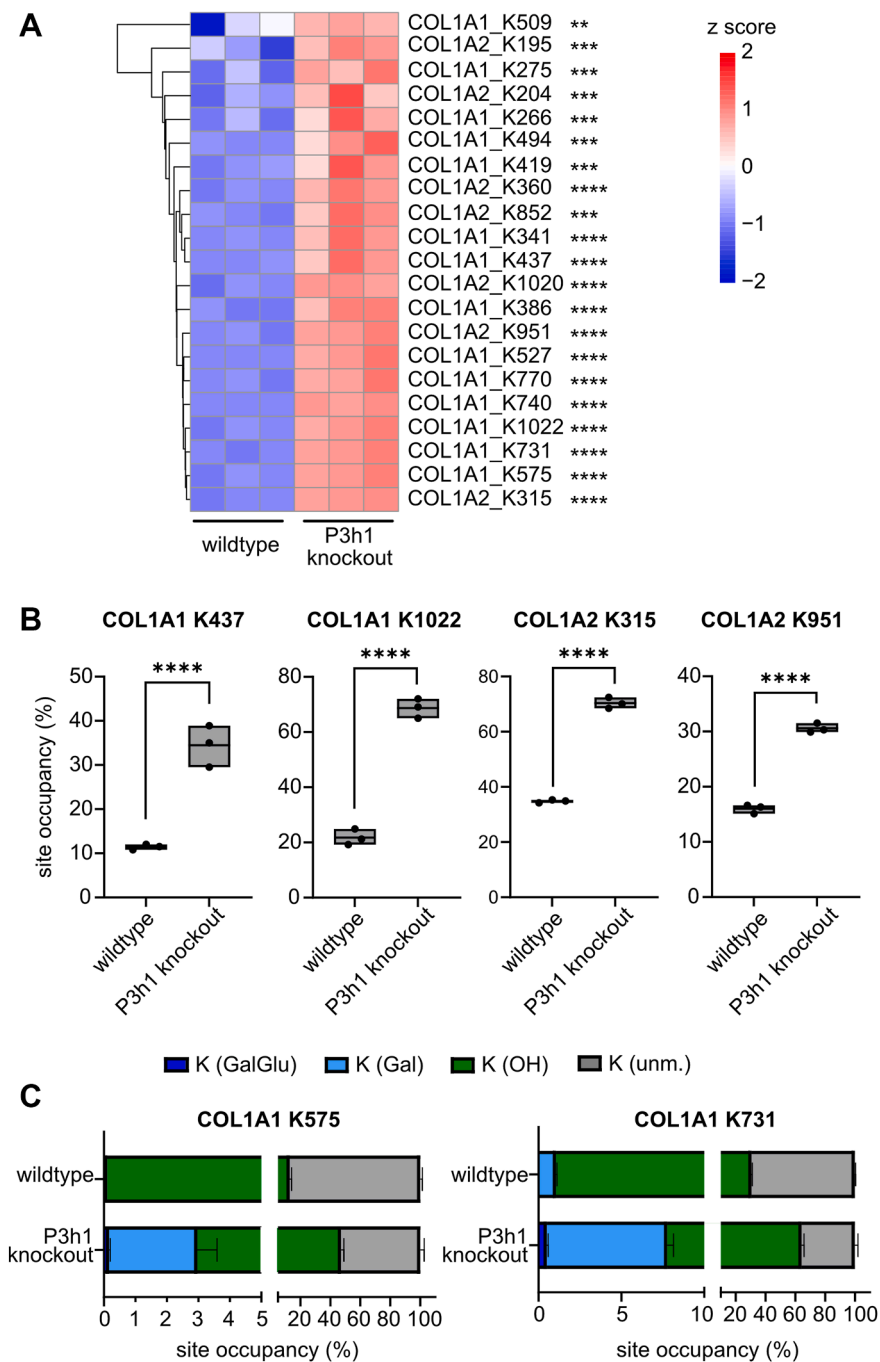 A
COL1A1_K509 **
COL1A2_K195 ***
COL1A1_K275 ***
COL1A2_K204 ***
COL1A1_K266 ***
COL1A1_K494 ***
COL1A1_K419 ***
COL1A2_K360 ****
COL1A2_K852 ***
COL1A1_K341 ****
COL1A1_K437 ****
COL1A2_K1020 ****
COL1A1_K386 ****
COL1A2_K951 ****
COL1A1_K527 ****
COL1A1_K770 ****
COL1A1_K740 ****
COL1A1_K1022 ****
COL1A1_K731 ****
COL1A1_K575 ****
COL1A2_K315 ****
wildtype
P3h1
knockout
z score
2
1
0
−1
−2
B
COL1A1 K437
****
50
40
30
20
10
0
site occupancy (%)
wildtype
P3h1 knockout
COL1A1 K1022
****
80
60
40
20
0
wildtype
P3h1 knockout
COL1A2 K315
****
80
60
40
20
0
wildtype
P3h1 knockout
COL1A2 K951
****
40
30
20
10
0
wildtype
P3h1 knockout
K (GalGlu) K (Gal) K (OH) K (unm.)
C
COL1A1 K575
wildtype
P3h1
knockout
0 1 2 3 4 5 20 40 60 80 100
site occupancy (%)
COL1A1 K731
wildtype
P3h1
knockout
0 5 10 20 40 60 80 100
site occupancy (%)